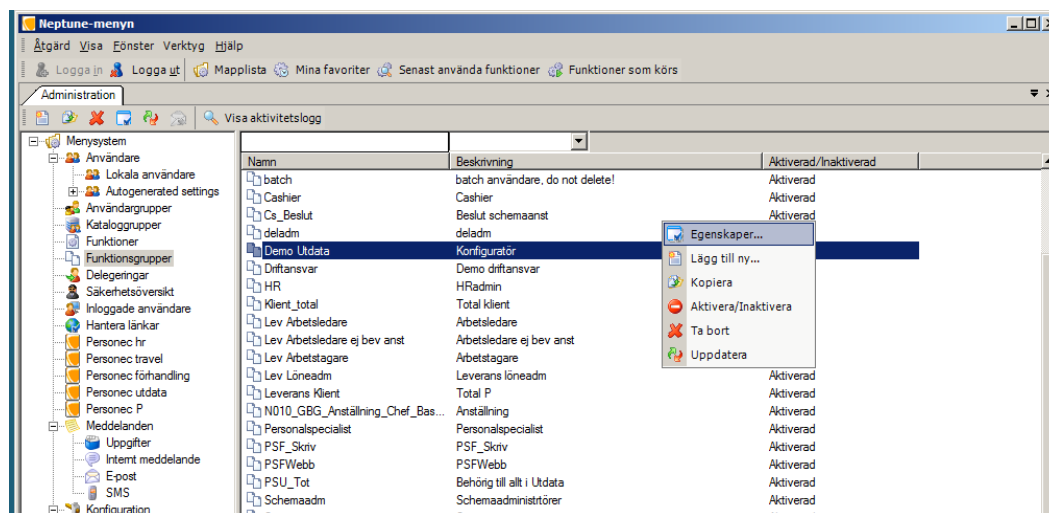 Neptune-menyn
Åtgärd Visa Fönster Verktyg Hjälp
Logga in Logga ut Mapplista Mina favoriter Senast använda funktioner Funktioner som körs
Administration
Visa aktivitetslogg
Menysystem
Användare
Lokala användare
Autogenerated settings
Användargrupper
Kataloggrupper
Funktioner
Funktionsgrupper
Delegeringar
Säkerhetsöversikt
Inloggade användare
Hantera länkar
Personec hr
Personec travel
Personec förhandling
Personec utdata
Personec P
Meddelanden
Uppgifter
Internt meddelande
E-post
SMS
Konfiguration
Namn Beskrivning Aktiverad/Inaktiverad
batch batch användare, do not delete! Aktiverad
Cashier Cashier Aktiverad
Cs_Beslut Beslut schemaanst Aktiverad
deladm deladm
Demo Utdata Konfiguratör
Driftansvar Demo driftansvar
HR HRadmin
Klient_total Total klient
Lev Arbetsledare Arbetsledare
Lev Arbetsledare ej bev anst Arbetsledare ej bev anst
Lev Arbetstagare Arbetstagare
Lev Löneadm Leverans löneadm Aktiverad
Leverans Klient Total P Aktiverad
N010_GBG_Anställning_Chef_Bas... Anställning Aktiverad
Personalspecialist Personalspecialist Aktiverad
PSF_Skriv PSF_Skriv Aktiverad
PSFWebb PSFWebb Aktiverad
PSU_Tot Behörig till allt i Utdata Aktiverad
Schemaadm Schemaadministrtörer Aktiverad
Egenskaper...
Lägg till ny...
Kopiera
Aktivera/Inaktivera
Ta bort
Uppdatera